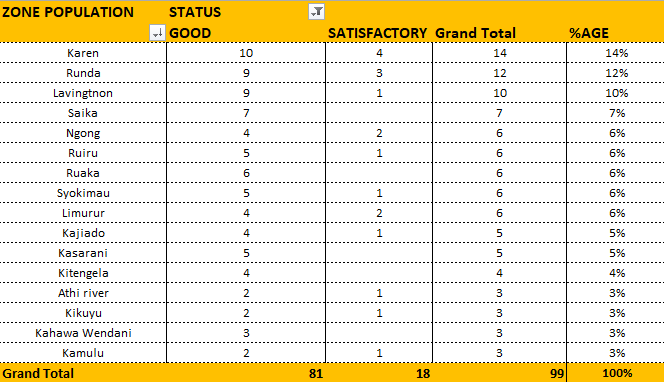 ZONE POPULATION STATUS
GOOD SATISFACTORY Grand Total %AGE
Karen 10 4 14 14%
Runda 9 3 12 12%
Lavingtnon 9 1 10 10%
Saika 7 7 7%
Ngong 4 2 6 6%
Ruiru 5 1 6 6%
Ruaka 6 6 6%
Syokimau 5 1 6 6%
Limurur 4 2 6 6%
Kajiado 4 1 5 5%
Kasarani 5 5 5%
Kitengela 4 4 4%
Athi river 2 1 3 3%
Kikuyu 2 1 3 3%
Kahawa Wendani 3 3 3%
Kamulu 2 1 3 3%
Grand Total 81 18 99 100%